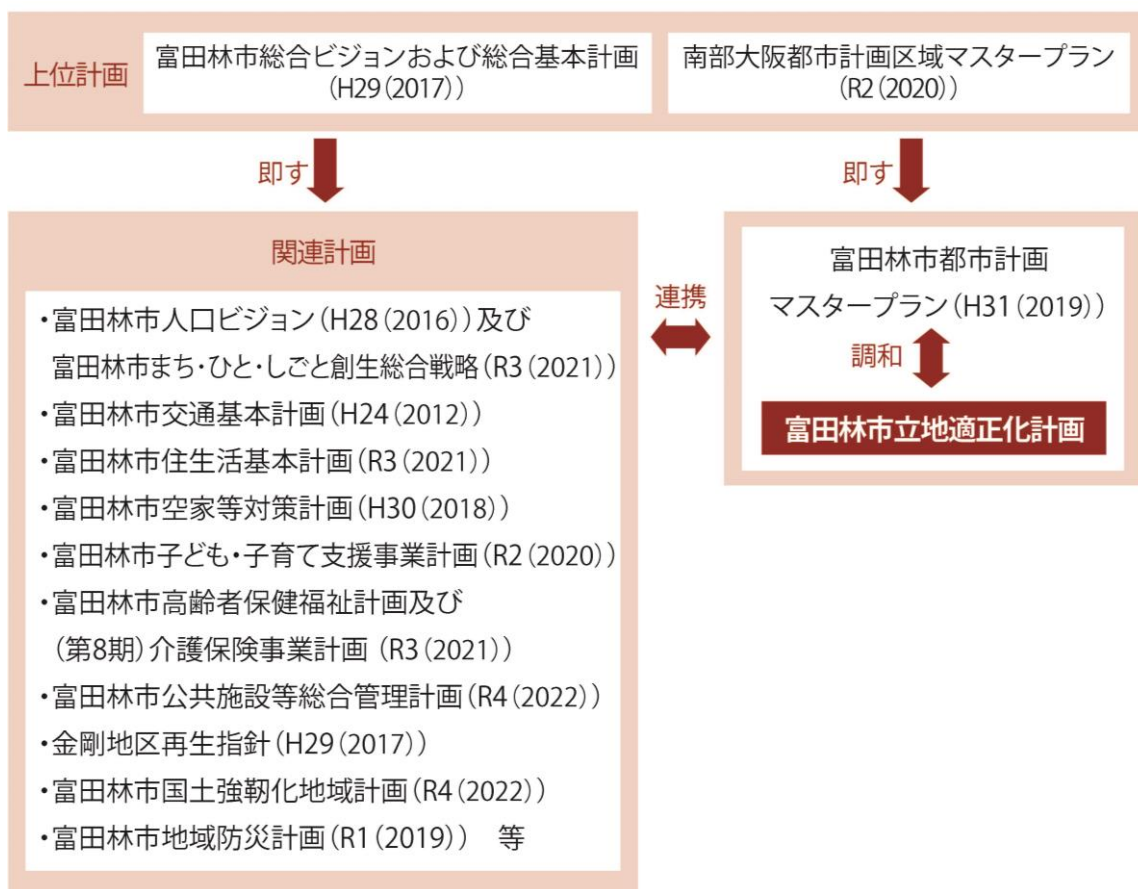 上位計画
富田林市総合ビジョンおよび総合基本計画
(H29(2017))
南部大阪都市計画区域マスタープラン
(R2(2020))
即す
即す
関連計画
・富田林市人口ビジョン(H28(2016))及び
富田林市まち・ひと・しごと創生総合戦略(R3(2021))
・富田林市交通基本計画(H24(2012))
・富田林市住生活基本計画(R3(2021))
・富田林市空家等対策計画(H30(2018))
・富田林市子ども・子育て支援事業計画(R2(2020))
・富田林市高齢者保健福祉計画及び
(第8期)介護保険事業計画 (R3(2021))
・富田林市公共施設等総合管理計画(R4(2022))
・金剛地区再生指針(H29(2017))
・富田林市国土強靱化地域計画(R4(2022))
・富田林市地域防災計画(R1(2019)) 等
連携
富田林市都市計画
マスタープラン(H31(2019))
調和
富田林市立地適正化計画